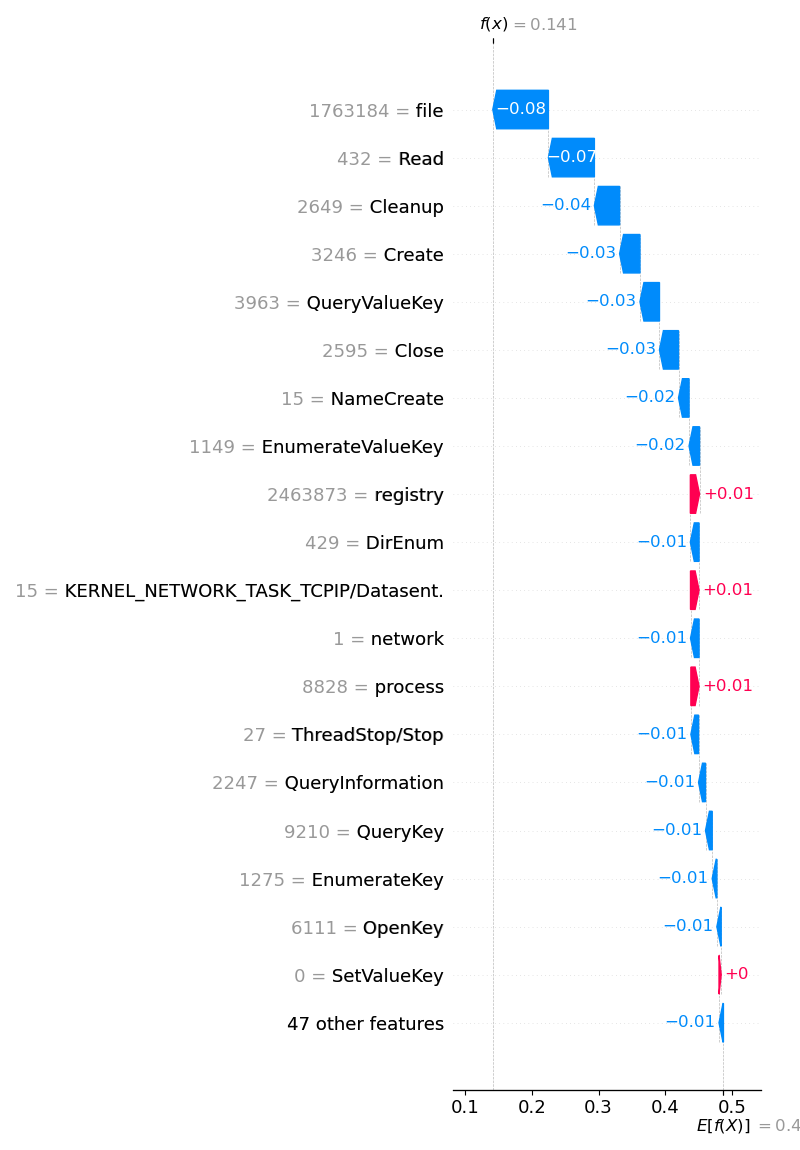 f(x) = 0.141
1763184 = file −0.08
432 = Read −0.07
2649 = Cleanup −0.04
3246 = Create −0.03
3963 = QueryValueKey −0.03
2595 = Close −0.03
15 = NameCreate −0.02
1149 = EnumerateValueKey −0.02
2463873 = registry +0.01
429 = DirEnum −0.01
15 = KERNEL_NETWORK_TASK_TCPIP/Datasent. +0.01
1 = network −0.01
8828 = process +0.01
27 = ThreadStop/Stop −0.01
2247 = QueryInformation −0.01
9210 = QueryKey −0.01
1275 = EnumerateKey −0.01
6111 = OpenKey −0.01
0 = SetValueKey +0
47 other features −0.01
0.1 0.2 0.3 0.4 0.5
E[f(X)] = 0.4